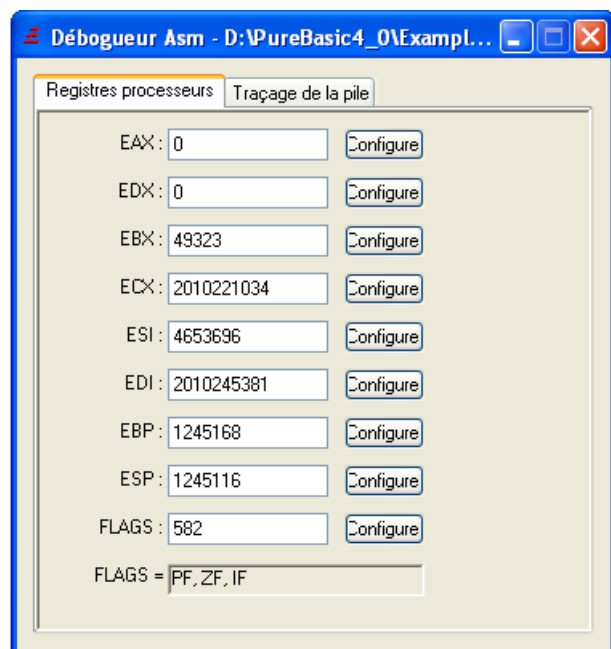 Débogueur Asm - D:\PureBasic4_0\Exampl...
Registres processeurs Traçage de la pile
EAX : 0 Configure
EDX : 0 Configure
EBX : 49323 Configure
ECX : 2010221034 Configure
ESI : 4653696 Configure
EDI : 2010245381 Configure
EBP : 1245168 Configure
ESP : 1245116 Configure
FLAGS : 582 Configure
FLAGS = PF, ZF, IF